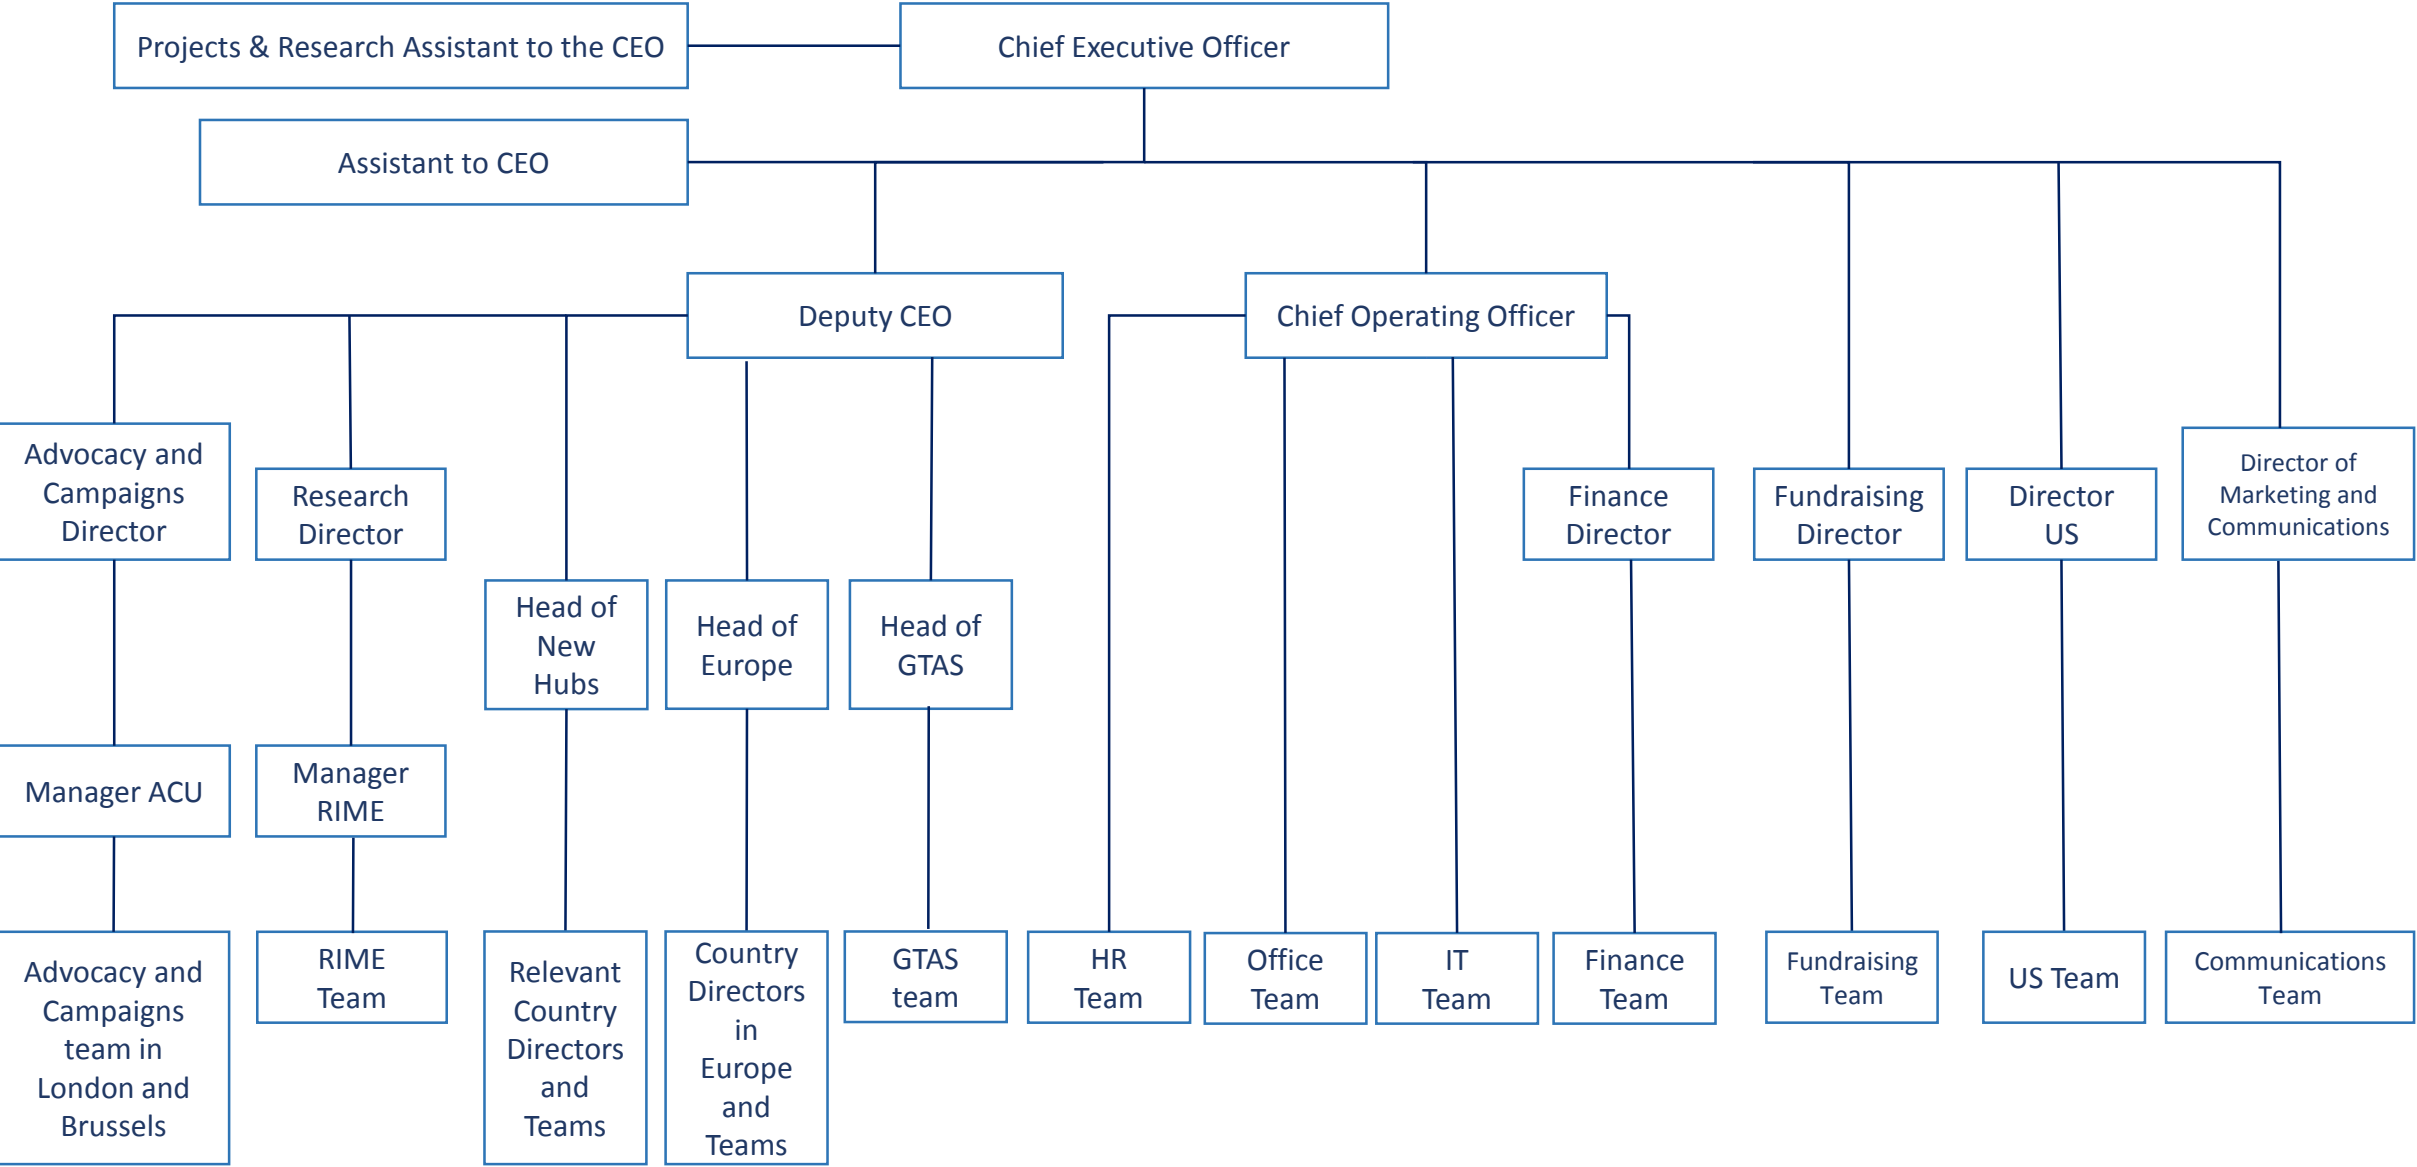 Projects & Research Assistant to the CEO
Chief Executive Officer
Assistant to CEO
Deputy CEO
Chief Operating Officer
Advocacy and
Campaigns
Director
Research
Director
Finance
Director
Fundraising
Director
Director
US
Director of
Marketing and
Communications
Head of
New
Hubs
Head of
Europe
Head of
GTAS
Manager ACU
Manager
RIME
Advocacy and
Campaigns
team in
London and
Brussels
RIME
Team
Relevant
Country
Directors
and
Teams
Country
Directors
in
Europe
and
Teams
GTAS
team
HR
Team
Office
Team
IT
Team
Finance
Team
Fundraising
Team
US Team
Communications
Team